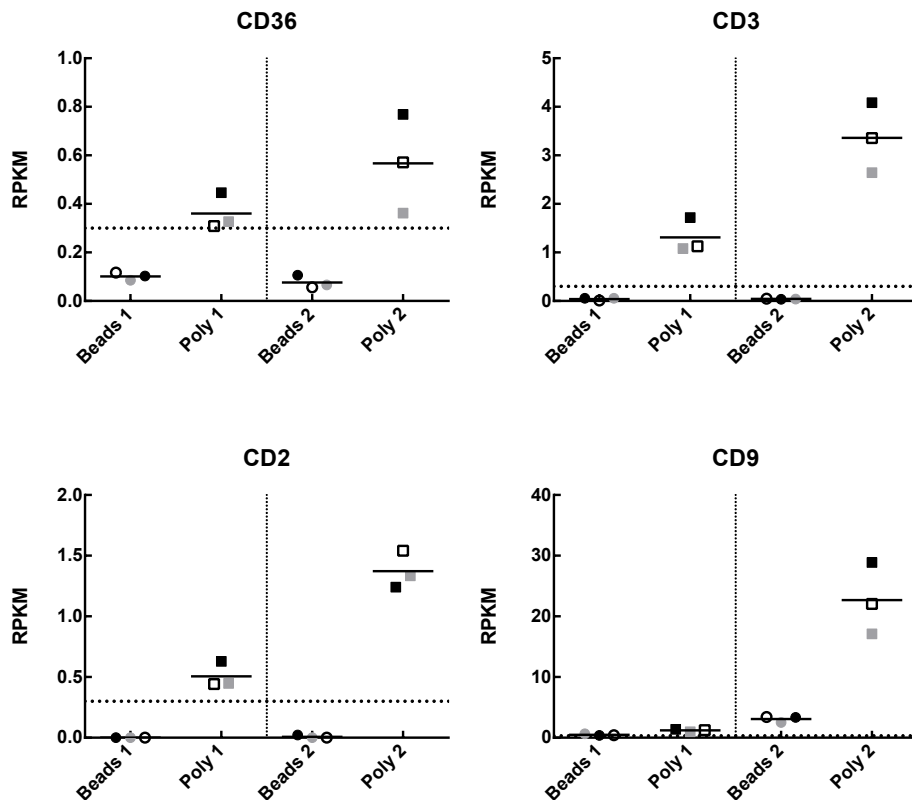 CD36
RPKM
1.0
0.8
0.6
0.4
0.2
0.0
Beads 1
Poly 1
Beads 2
Poly 2
CD3
RPKM
5
4
3
2
1
0
Beads 1
Poly 1
Beads 2
Poly 2
CD2
RPKM
2.0
1.5
1.0
0.5
0.0
Beads 1
Poly 1
Beads 2
Poly 2
CD9
RPKM
40
30
20
10
0
Beads 1
Poly 1
Beads 2
Poly 2